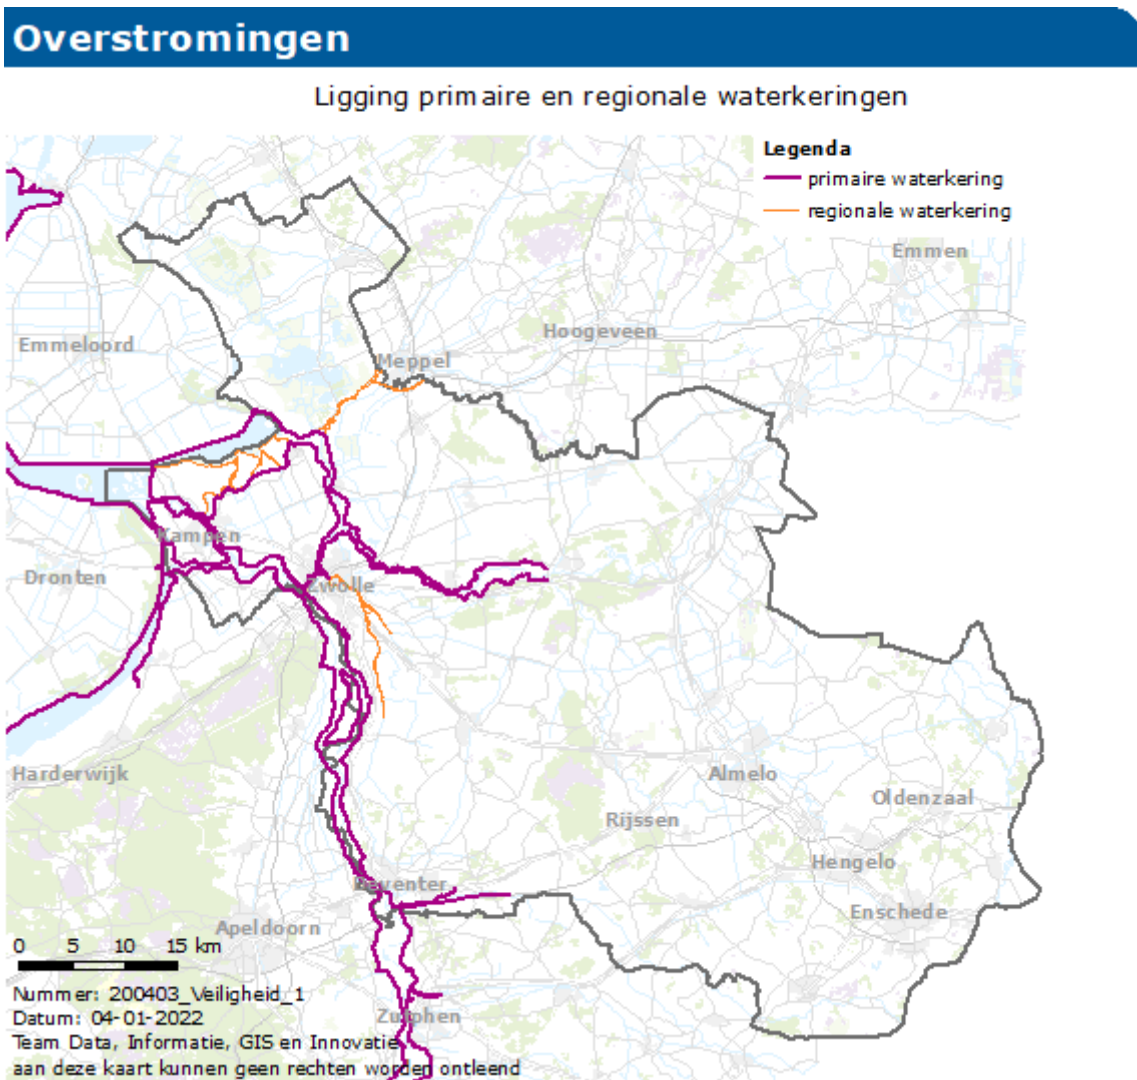 Overstromingen
Ligging primaire en regionale waterkeringen
Legenda
primaire waterkering
regionale waterkering
Emmen
Hoogeveen
Emmeloord
Meppel
Kampen
Dronten
Zwolle
Harderwijk
Almelo
Oldenzaal
Rijssen
Hengelo
Deventer
Enschede
Apeldoorn
0 5 10 15 km
Nummer: 200403_Veiligheid_1
Zutphen
Datum: 04-01-2022
Team Data, Informatie, GIS en Innovatie
aan deze kaart kunnen geen rechten worden ontleend